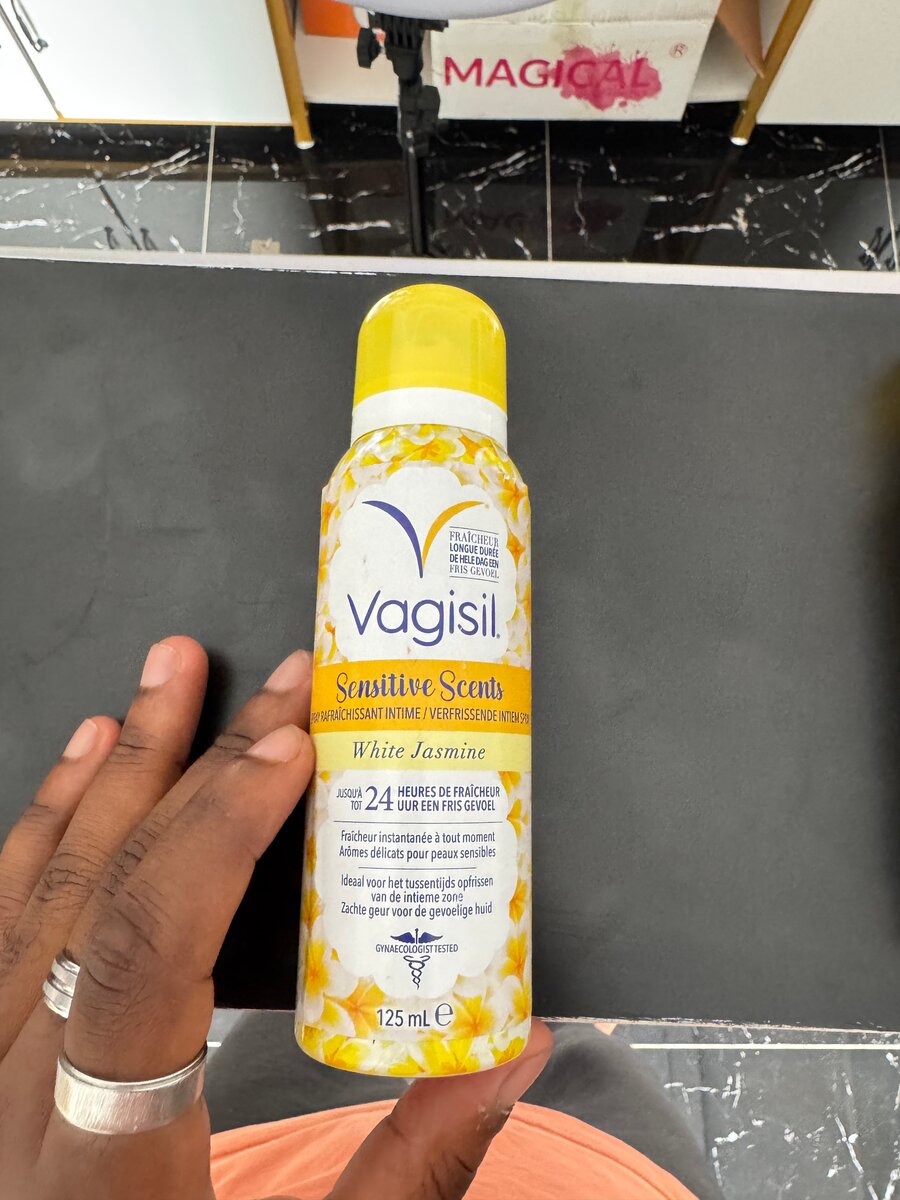 MAGICAL ®
FRAÎCHEUR
LONGUE DURÉE
DE HELE DAG EEN
FRIS GEVOEL
Vagisil®
Sensitive Scents
SPRAY RAFRAÎCHISSANT INTIME / VERFRISSENDE INTIEM SPRAY
White Jasmine
JUSQU'À 24 HEURES DE FRAÎCHEUR
TOT UUR EEN FRIS GEVOEL
Fraîcheur instantanée à tout moment
Arômes délicats pour peaux sensibles
Ideaal voor het tussentijds opfrissen
van de intieme zone
Zachte geur voor de gevoelige huid
GYNAECOLOGIST TESTED
125 mL ℮